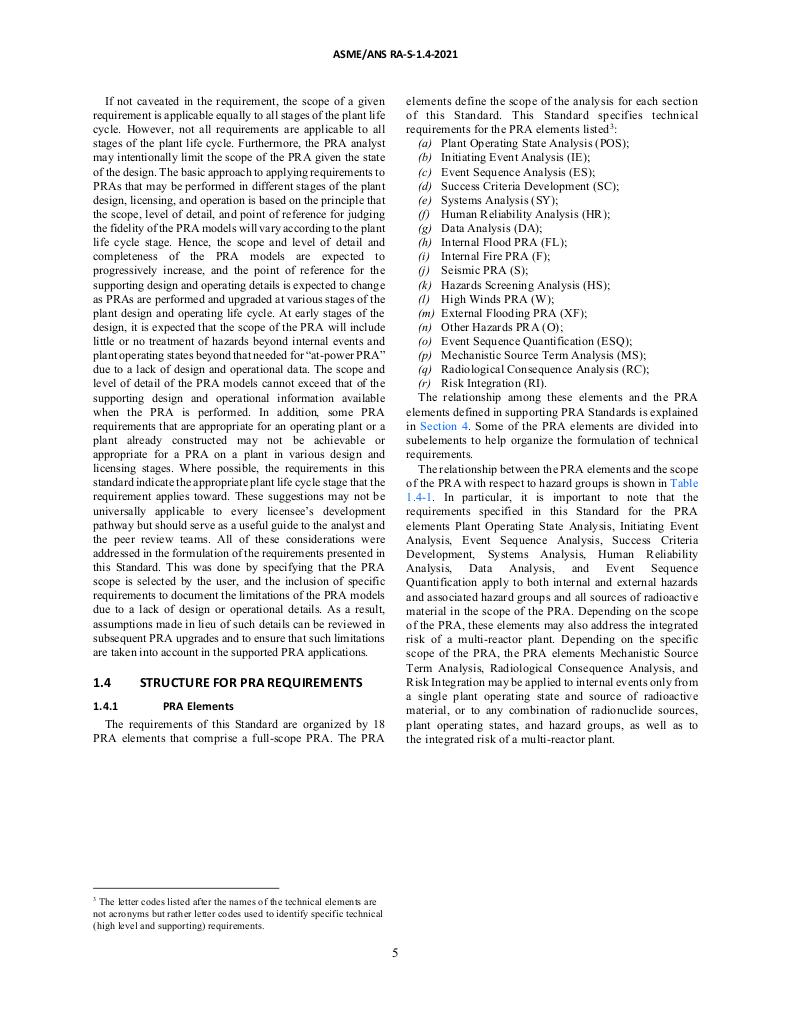 ASME/ANS RA-S-1.4-2021
If not caveated in the requirement, the scope of a given
requirement is applicable equally to all stages of the plant life
cycle. However, not all requirements are applicable to all
stages of the plant life cycle. Furthermore, the PRA analyst
may intentionally limit the scope of the PRA given the state
of the design. The basic approach to applying requirements to
PRAs that may be performed in different stages of the plant
design, licensing, and operation is based on the principle that
the scope, level of detail, and point of reference for judging
the fidelity of the PRA models will vary according to the plant
life cycle stage. Hence, the scope and level of detail and
completeness of the PRA models are expected to
progressively increase, and the point of reference for the
supporting design and operating details is expected to change
as PRAs are performed and upgraded at various stages of the
plant design and operating life cycle. At early stages of the
design, it is expected that the scope of the PRA will include
little or no treatment of hazards beyond internal events and
plant operating states beyond that needed for “at-power PRA”
due to a lack of design and operational data. The scope and
level of detail of the PRA models cannot exceed that of the
supporting design and operational information available
when the PRA is performed. In addition, some PRA
requirements that are appropriate for an operating plant or a
plant already constructed may not be achievable or
appropriate for a PRA on a plant in various design and
licensing stages. Where possible, the requirements in this
standard indicate the appropriate plant life cycle stage that the
requirement applies toward. These suggestions may not be
universally applicable to every licensee’s development
pathway but should serve as a useful guide to the analyst and
the peer review teams. All of these considerations were
addressed in the formulation of the requirements presented in
this Standard. This was done by specifying that the PRA
scope is selected by the user, and the inclusion of specific
requirements to document the limitations of the PRA models
due to a lack of design or operational details. As a result,
assumptions made in lieu of such details can be reviewed in
subsequent PRA upgrades and to ensure that such limitations
are taken into account in the supported PRA applications.
1.4 STRUCTURE FOR PRA REQUIREMENTS
1.4.1 PRA Elements
The requirements of this Standard are organized by 18
PRA elements that comprise a full-scope PRA. The PRA
elements define the scope of the analysis for each section
of this Standard. This Standard specifies technical
requirements for the PRA elements listed3:
(a) Plant Operating State Analysis (POS);
(b) Initiating Event Analysis (IE);
(c) Event Sequence Analysis (ES);
(d) Success Criteria Development (SC);
(e) Systems Analysis (SY);
(f) Human Reliability Analysis (HR);
(g) Data Analysis (DA);
(h) Internal Flood PRA (FL);
(i) Internal Fire PRA (F);
(j) Seismic PRA (S);
(k) Hazards Screening Analysis (HS);
(l) High Winds PRA (W);
(m) External Flooding PRA (XF);
(n) Other Hazards PRA (O);
(o) Event Sequence Quantification (ESQ);
(p) Mechanistic Source Term Analysis (MS);
(q) Radiological Consequence Analysis (RC);
(r) Risk Integration (RI).
The relationship among these elements and the PRA
elements defined in supporting PRA Standards is explained
in Section 4. Some of the PRA elements are divided into
subelements to help organize the formulation of technical
requirements.
The relationship between the PRA elements and the scope
of the PRA with respect to hazard groups is shown in Table
1.4-1. In particular, it is important to note that the
requirements specified in this Standard for the PRA
elements Plant Operating State Analysis, Initiating Event
Analysis, Event Sequence Analysis, Success Criteria
Development, Systems Analysis, Human Reliability
Analysis, Data Analysis, and Event Sequence
Quantification apply to both internal and external hazards
and associated hazard groups and all sources of radioactive
material in the scope of the PRA. Depending on the scope
of the PRA, these elements may also address the integrated
risk of a multi-reactor plant. Depending on the specific
scope of the PRA, the PRA elements Mechanistic Source
Term Analysis, Radiological Consequence Analysis, and
Risk Integration may be applied to internal events only from
a single plant operating state and source of radioactive
material, or to any combination of radionuclide sources,
plant operating states, and hazard groups, as well as to
the integrated risk of a multi-reactor plant.
3 The letter codes listed after the names of the technical elements are
not acronyms but rather letter codes used to identify specific technical
(high level and supporting) requirements.
5